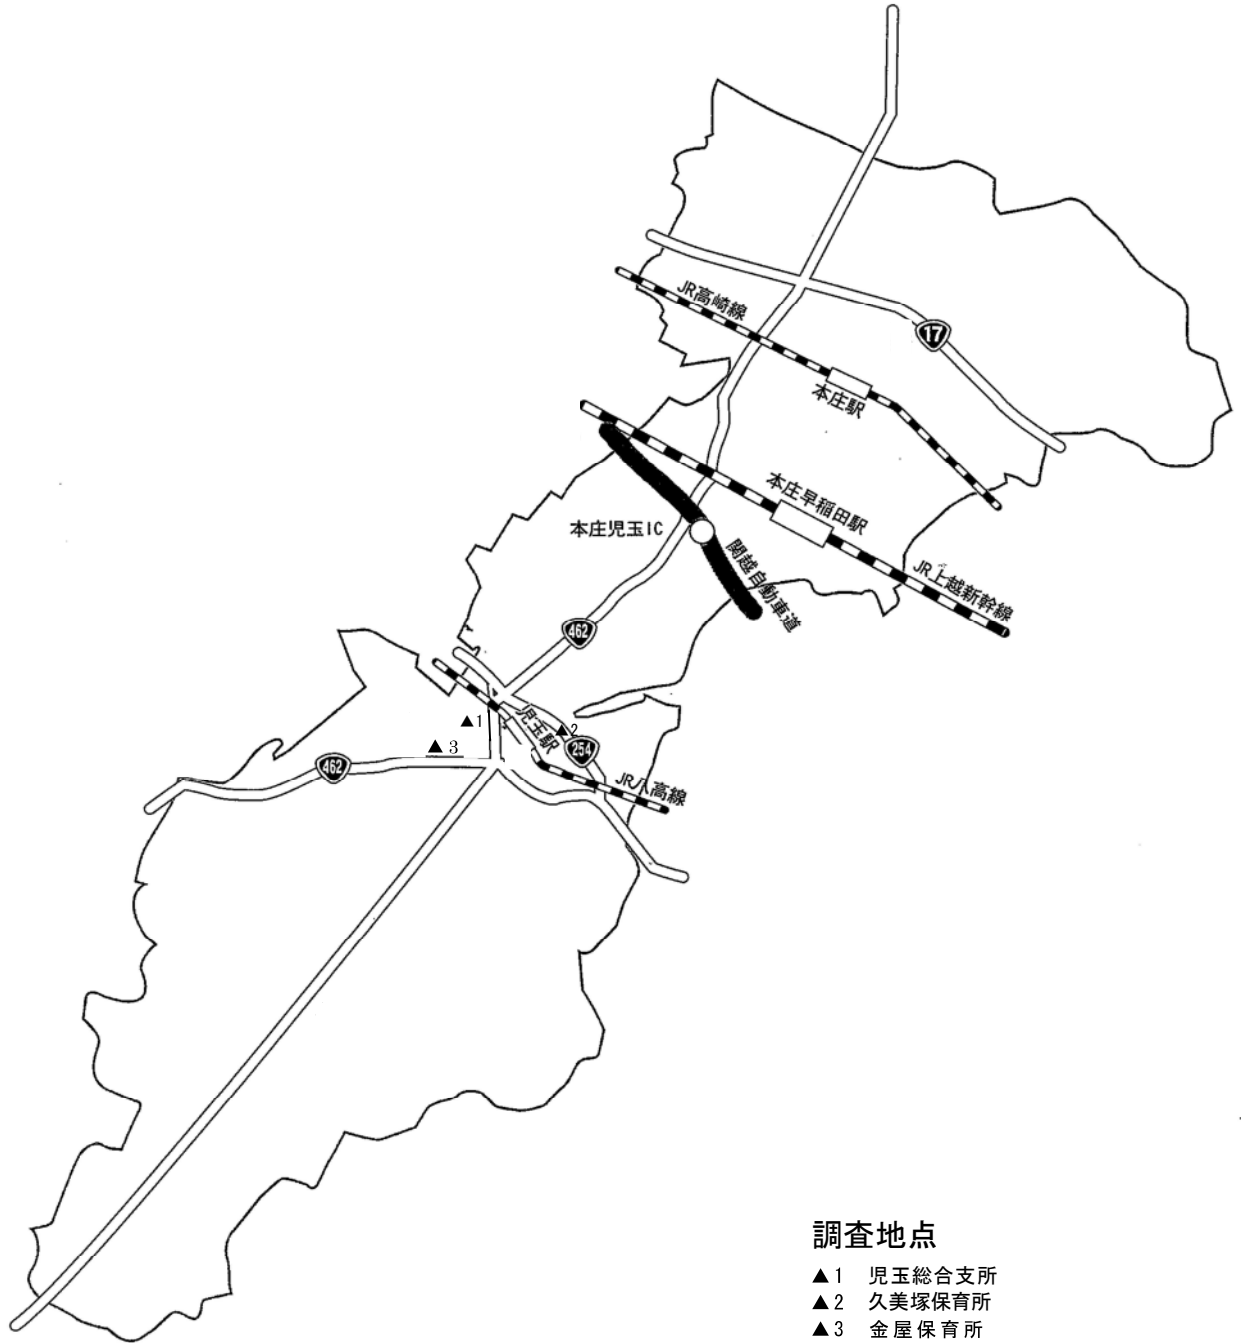 JR高崎線
17
本庄駅
本庄早稲田駅
本庄児玉IC
関越自動車道
JR上越新幹線
462
児玉駅
▲1
▲2
▲3
254
462
JR八高線
調査地点
▲1 児玉総合支所
▲2 久美塚保育所
▲3 金屋保育所